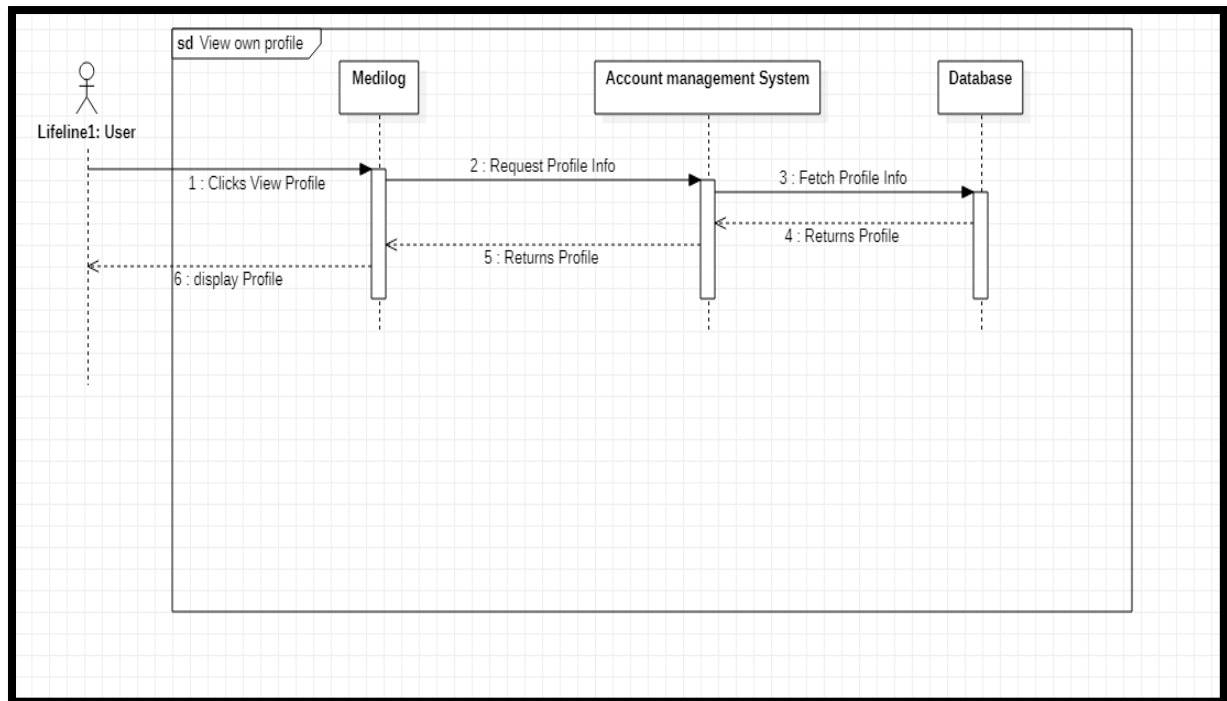 sd View own profile
Medilog
Account management System
Database
Lifeline1: User
1 : Clicks View Profile
2 : Request Profile Info
3 : Fetch Profile Info
4 : Returns Profile
5 : Returns Profile
6 : display Profile